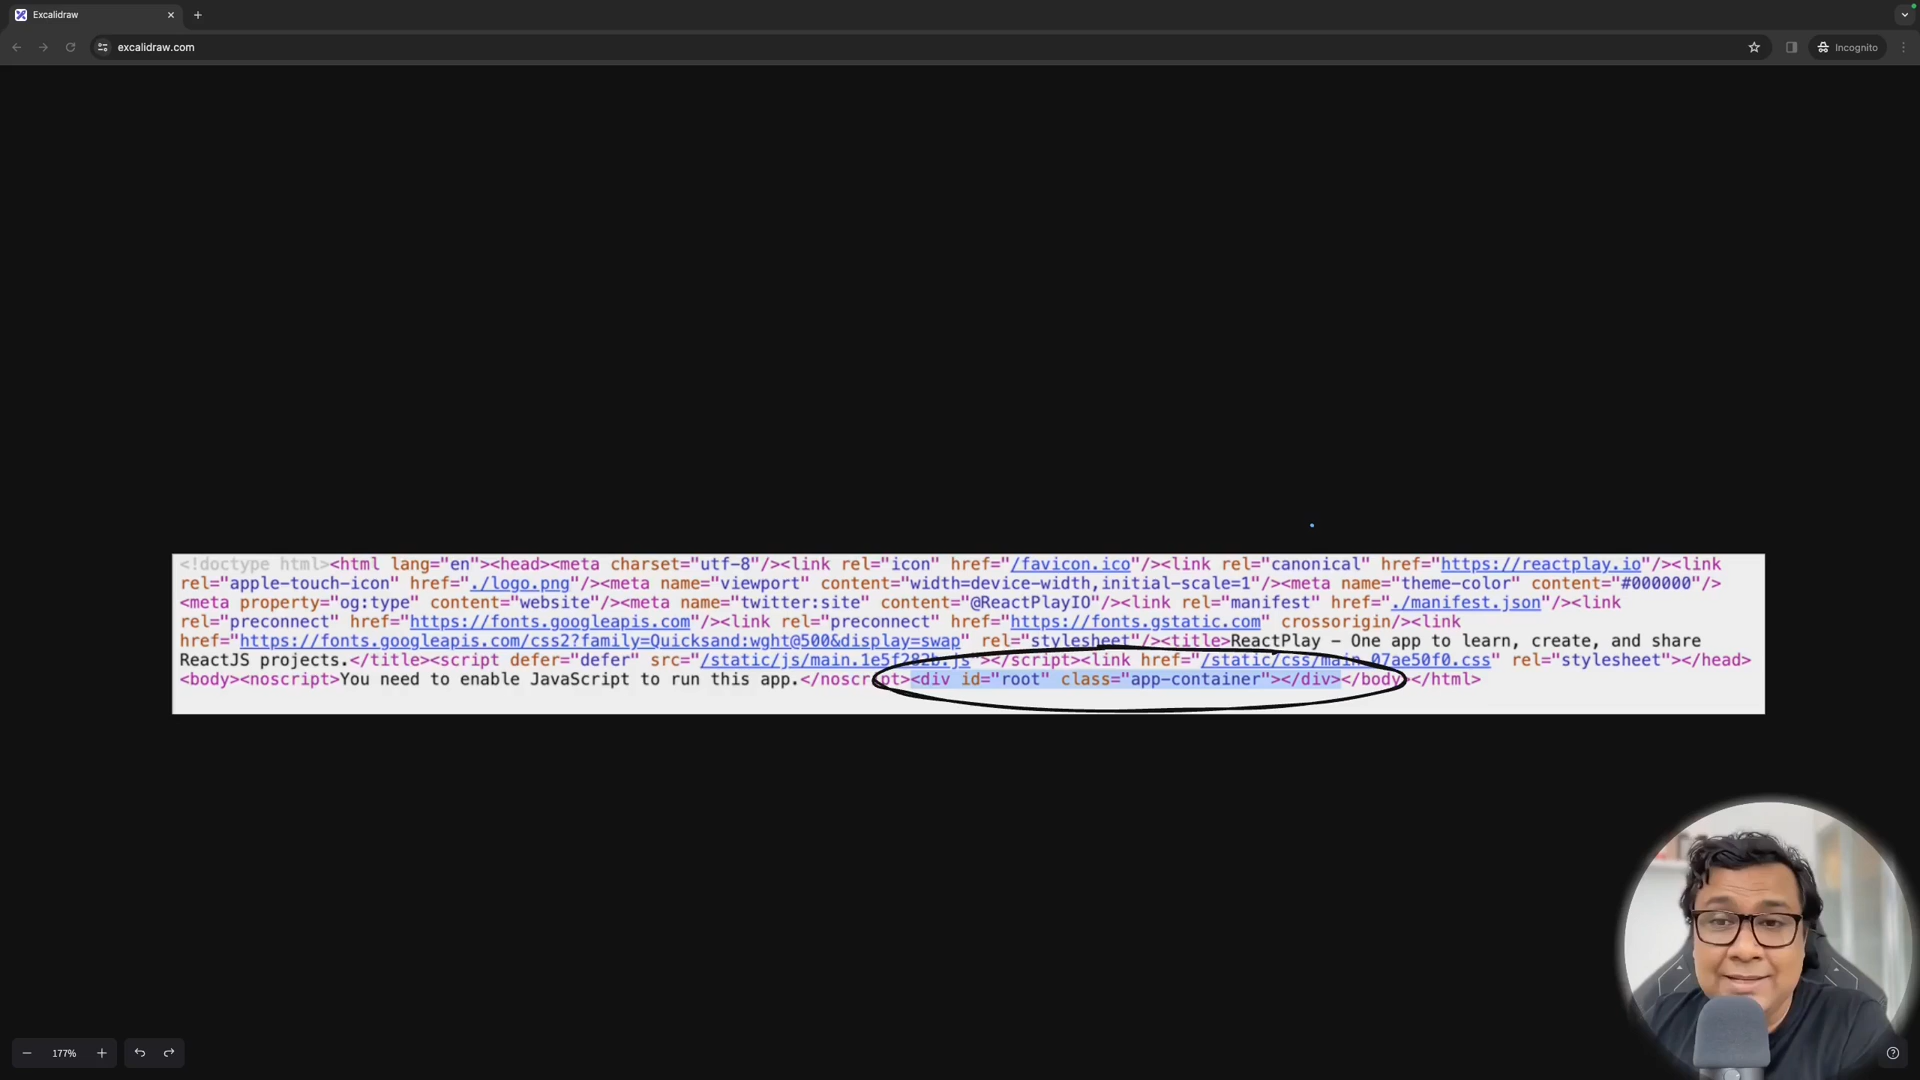 Excalidraw
excalidraw.com
Incognito
<!doctype html><html lang="en"><head><meta charset="utf-8"/><link rel="icon" href="/favicon.ico"/><link rel="canonical" href="https://reactplay.io"/><link
rel="apple-touch-icon" href="./logo.png"/><meta name="viewport" content="width=device-width,initial-scale=1"/><meta name="theme-color" content="#000000"/>
<meta property="og:type" content="website"/><meta name="twitter:site" content="@ReactPlayIO"/><link rel="manifest" href="./manifest.json"/><link
rel="preconnect" href="https://fonts.googleapis.com"/><link rel="preconnect" href="https://fonts.gstatic.com" crossorigin/><link
href="https://fonts.googleapis.com/css2?family=Quicksand:wght@500&display=swap" rel="stylesheet"/><title>ReactPlay – One app to learn, create, and share
ReactJS projects.</title><script defer="defer" src="/static/js/main.1e5f282b.js"></script><link href="/static/css/main.07ae50f0.css" rel="stylesheet"></head>
<body><noscript>You need to enable JavaScript to run this app.</noscript><div id="root" class="app-container"></div></body></html>
177%